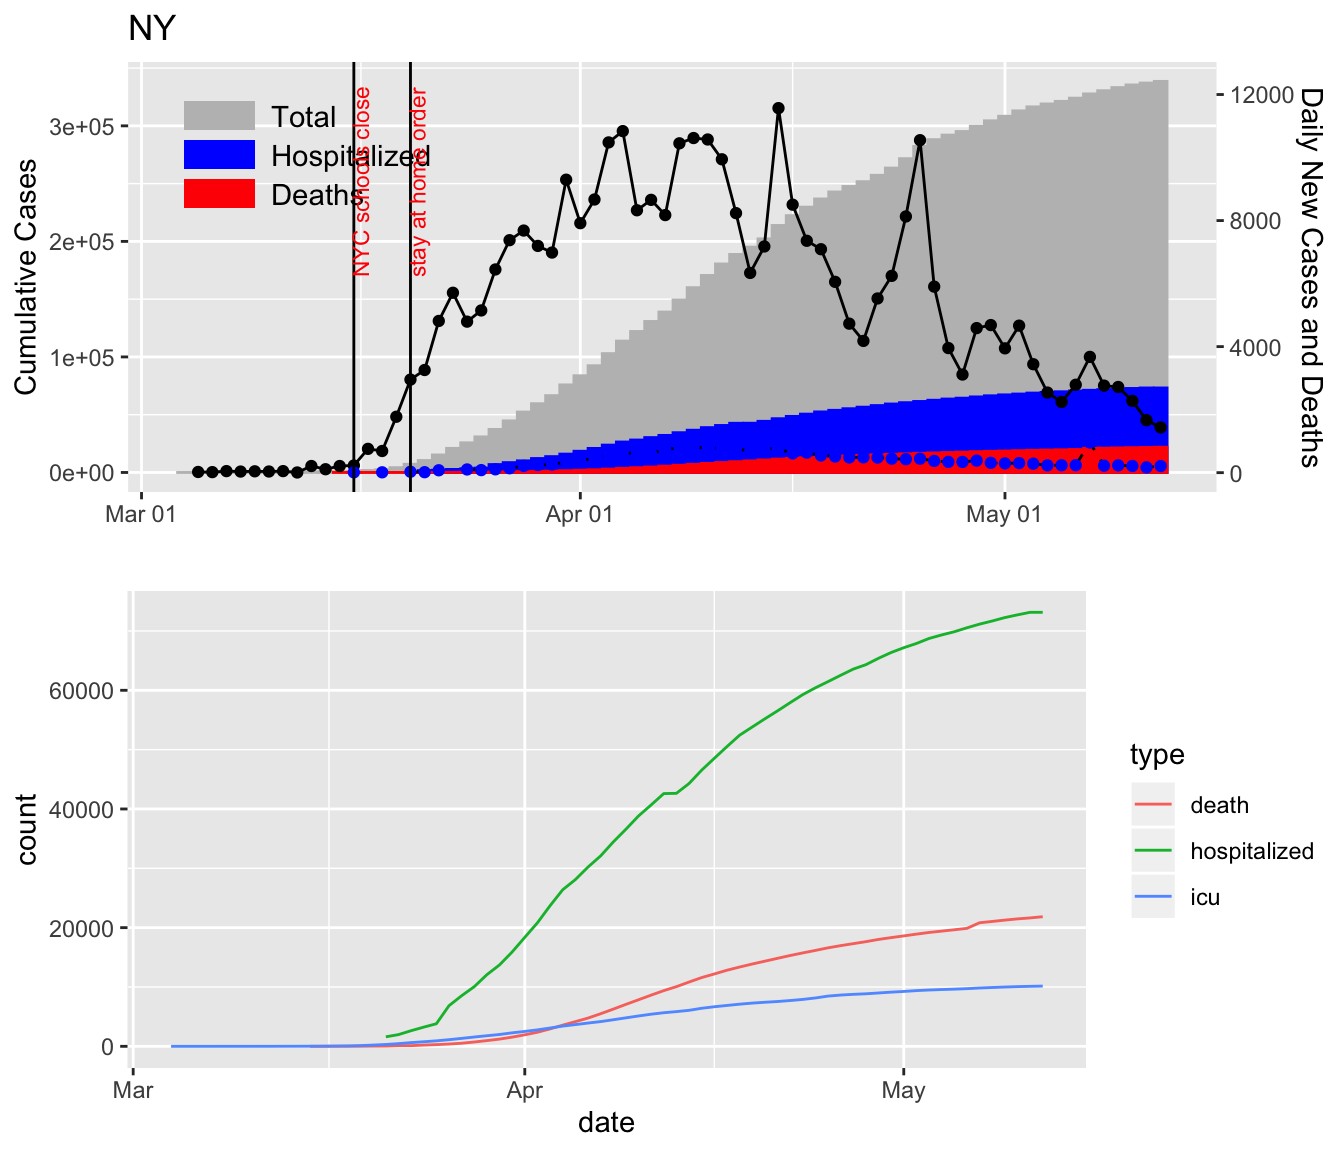 NY
Cumulative Cases
3e+05
2e+05
1e+05
0e+00
Total
Hospitalized
Deaths
NYC schools close
stay at home order
12000
8000
4000
0
Daily New Cases and Deaths
Mar 01
Apr 01
May 01
count
60000
40000
20000
0
Mar
Apr
May
date
type
death
hospitalized
icu